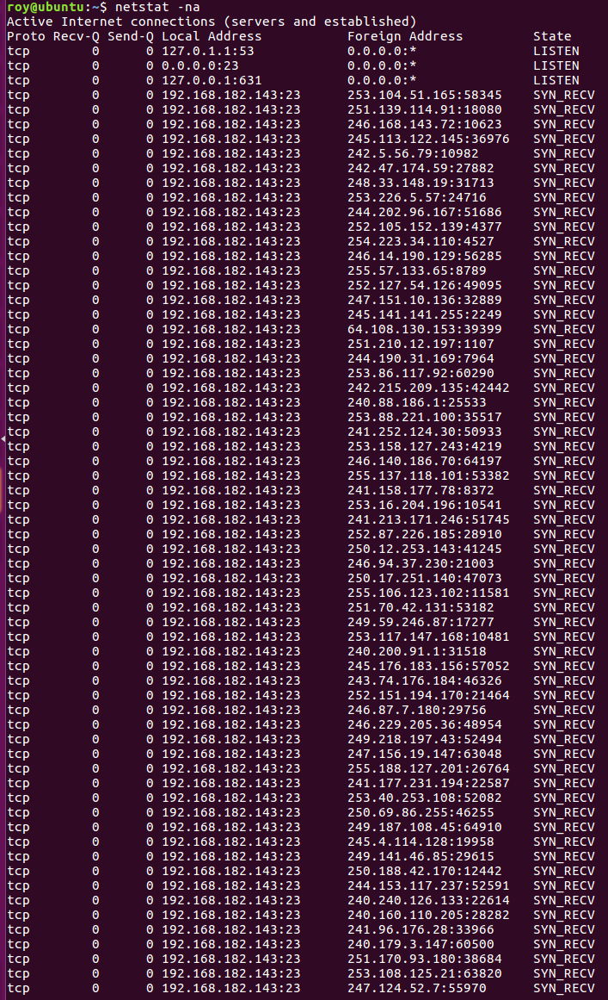 roy@ubuntu:~$ netstat -na
Active Internet connections (servers and established)
Proto Recv-Q Send-Q Local Address           Foreign Address         State
tcp        0      0 127.0.1.1:53            0.0.0.0:*               LISTEN
tcp        0      0 0.0.0.0:23              0.0.0.0:*               LISTEN
tcp        0      0 127.0.0.1:631           0.0.0.0:*               LISTEN
tcp        0      0 192.168.182.143:23      253.104.51.165:58345    SYN_RECV
tcp        0      0 192.168.182.143:23      251.139.114.91:18080    SYN_RECV
tcp        0      0 192.168.182.143:23      246.168.143.72:10623    SYN_RECV
tcp        0      0 192.168.182.143:23      245.113.122.145:36976   SYN_RECV
tcp        0      0 192.168.182.143:23      242.5.56.79:10982       SYN_RECV
tcp        0      0 192.168.182.143:23      242.47.174.59:27882     SYN_RECV
tcp        0      0 192.168.182.143:23      248.33.148.19:31713     SYN_RECV
tcp        0      0 192.168.182.143:23      253.226.5.57:24716      SYN_RECV
tcp        0      0 192.168.182.143:23      244.202.96.167:51686    SYN_RECV
tcp        0      0 192.168.182.143:23      252.105.152.139:4377    SYN_RECV
tcp        0      0 192.168.182.143:23      254.223.34.110:4527     SYN_RECV
tcp        0      0 192.168.182.143:23      246.14.190.129:56285    SYN_RECV
tcp        0      0 192.168.182.143:23      255.57.133.65:8789      SYN_RECV
tcp        0      0 192.168.182.143:23      252.127.54.126:49095    SYN_RECV
tcp        0      0 192.168.182.143:23      247.151.10.136:32889    SYN_RECV
tcp        0      0 192.168.182.143:23      245.141.141.255:2249    SYN_RECV
tcp        0      0 192.168.182.143:23      64.108.130.153:39399    SYN_RECV
tcp        0      0 192.168.182.143:23      251.210.12.197:1107     SYN_RECV
tcp        0      0 192.168.182.143:23      244.190.31.169:7964     SYN_RECV
tcp        0      0 192.168.182.143:23      253.86.117.92:60290     SYN_RECV
tcp        0      0 192.168.182.143:23      242.215.209.135:42442   SYN_RECV
tcp        0      0 192.168.182.143:23      240.88.186.1:25533      SYN_RECV
tcp        0      0 192.168.182.143:23      253.88.221.100:35517    SYN_RECV
tcp        0      0 192.168.182.143:23      241.252.124.30:50933    SYN_RECV
tcp        0      0 192.168.182.143:23      253.158.127.243:4219    SYN_RECV
tcp        0      0 192.168.182.143:23      246.140.186.70:64197    SYN_RECV
tcp        0      0 192.168.182.143:23      255.137.118.101:53382   SYN_RECV
tcp        0      0 192.168.182.143:23      241.158.177.78:8372     SYN_RECV
tcp        0      0 192.168.182.143:23      253.16.204.196:10541    SYN_RECV
tcp        0      0 192.168.182.143:23      241.213.171.246:51745   SYN_RECV
tcp        0      0 192.168.182.143:23      252.87.226.185:28910    SYN_RECV
tcp        0      0 192.168.182.143:23      250.12.253.143:41245    SYN_RECV
tcp        0      0 192.168.182.143:23      246.94.37.230:21003     SYN_RECV
tcp        0      0 192.168.182.143:23      250.17.251.140:47073    SYN_RECV
tcp        0      0 192.168.182.143:23      255.106.123.102:11581   SYN_RECV
tcp        0      0 192.168.182.143:23      251.70.42.131:53182     SYN_RECV
tcp        0      0 192.168.182.143:23      249.59.246.87:17277     SYN_RECV
tcp        0      0 192.168.182.143:23      253.117.147.168:10481   SYN_RECV
tcp        0      0 192.168.182.143:23      240.200.91.1:31518      SYN_RECV
tcp        0      0 192.168.182.143:23      245.176.183.156:57052   SYN_RECV
tcp        0      0 192.168.182.143:23      243.74.176.184:46326    SYN_RECV
tcp        0      0 192.168.182.143:23      252.151.194.170:21464   SYN_RECV
tcp        0      0 192.168.182.143:23      246.87.7.180:29756      SYN_RECV
tcp        0      0 192.168.182.143:23      246.229.205.36:48954    SYN_RECV
tcp        0      0 192.168.182.143:23      249.218.197.43:52494    SYN_RECV
tcp        0      0 192.168.182.143:23      247.156.19.147:63048    SYN_RECV
tcp        0      0 192.168.182.143:23      255.188.127.201:26764   SYN_RECV
tcp        0      0 192.168.182.143:23      241.177.231.194:22587   SYN_RECV
tcp        0      0 192.168.182.143:23      253.40.253.108:52082    SYN_RECV
tcp        0      0 192.168.182.143:23      250.69.86.255:46255     SYN_RECV
tcp        0      0 192.168.182.143:23      249.187.108.45:64910    SYN_RECV
tcp        0      0 192.168.182.143:23      245.4.114.128:19958     SYN_RECV
tcp        0      0 192.168.182.143:23      249.141.46.85:29615     SYN_RECV
tcp        0      0 192.168.182.143:23      250.188.42.170:12442    SYN_RECV
tcp        0      0 192.168.182.143:23      244.153.117.237:52591   SYN_RECV
tcp        0      0 192.168.182.143:23      240.240.126.133:22614   SYN_RECV
tcp        0      0 192.168.182.143:23      240.160.110.205:28282   SYN_RECV
tcp        0      0 192.168.182.143:23      241.96.176.28:33966     SYN_RECV
tcp        0      0 192.168.182.143:23      240.179.3.147:60500     SYN_RECV
tcp        0      0 192.168.182.143:23      251.170.93.180:38684    SYN_RECV
tcp        0      0 192.168.182.143:23      253.108.125.21:63820    SYN_RECV
tcp        0      0 192.168.182.143:23      247.124.52.7:55970      SYN_RECV